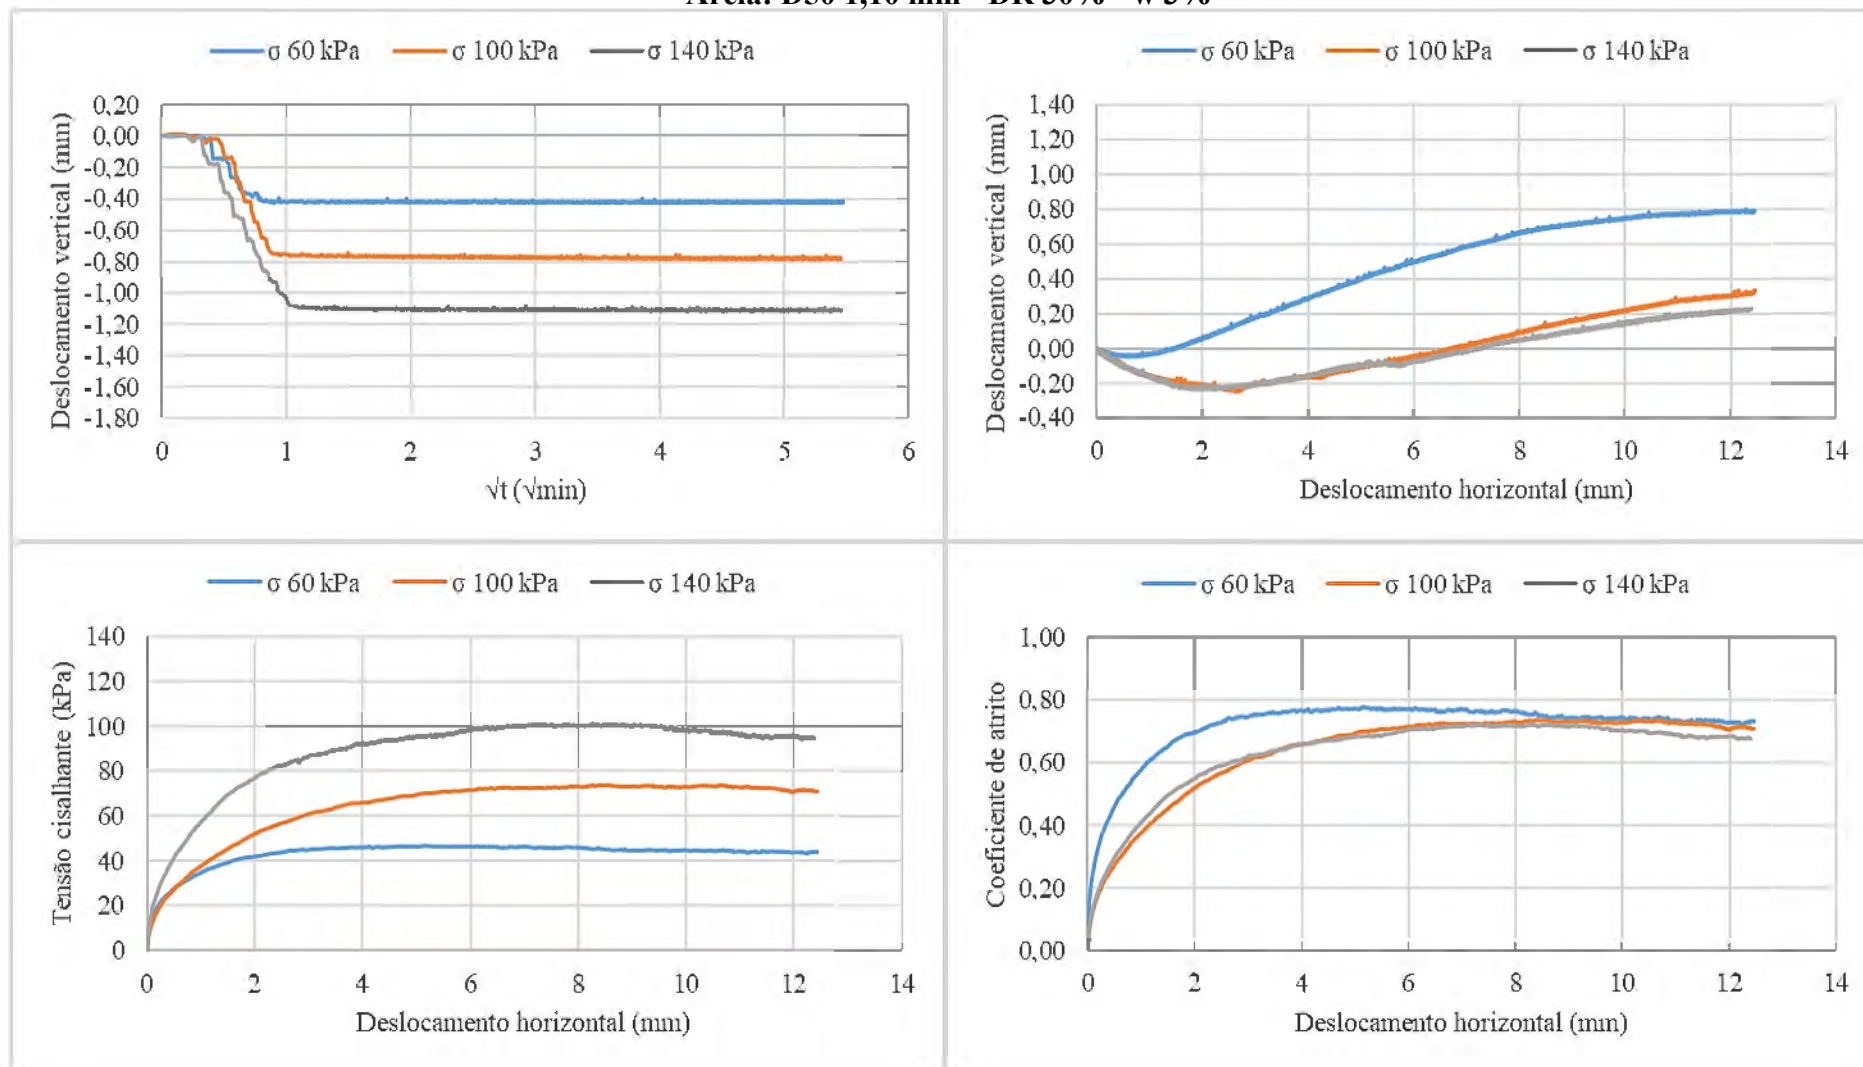 σ 60 kPa σ 100 kPa σ 140 kPa
0,20
0,00
-0,20
-0,40
-0,60
-0,80
-1,00
-1,20
-1,40
-1,60
-1,80
Deslocamento vertical (mm)
0 1 2 3 4 5 6
√t (√min)
σ 60 kPa σ 100 kPa σ 140 kPa
1,40
1,20
1,00
0,80
0,60
0,40
0,20
0,00
-0,20
-0,40
Deslocamento vertical (mm)
0 2 4 6 8 10 12 14
Deslocamento horizontal (mm)
σ 60 kPa σ 100 kPa σ 140 kPa
140
120
100
80
60
40
20
0
Tensão cisalhante (kPa)
0 2 4 6 8 10 12 14
Deslocamento horizontal (mm)
σ 60 kPa σ 100 kPa σ 140 kPa
1,00
0,80
0,60
0,40
0,20
0,00
Coeficiente de atrito
0 2 4 6 8 10 12 14
Deslocamento horizontal (mm)